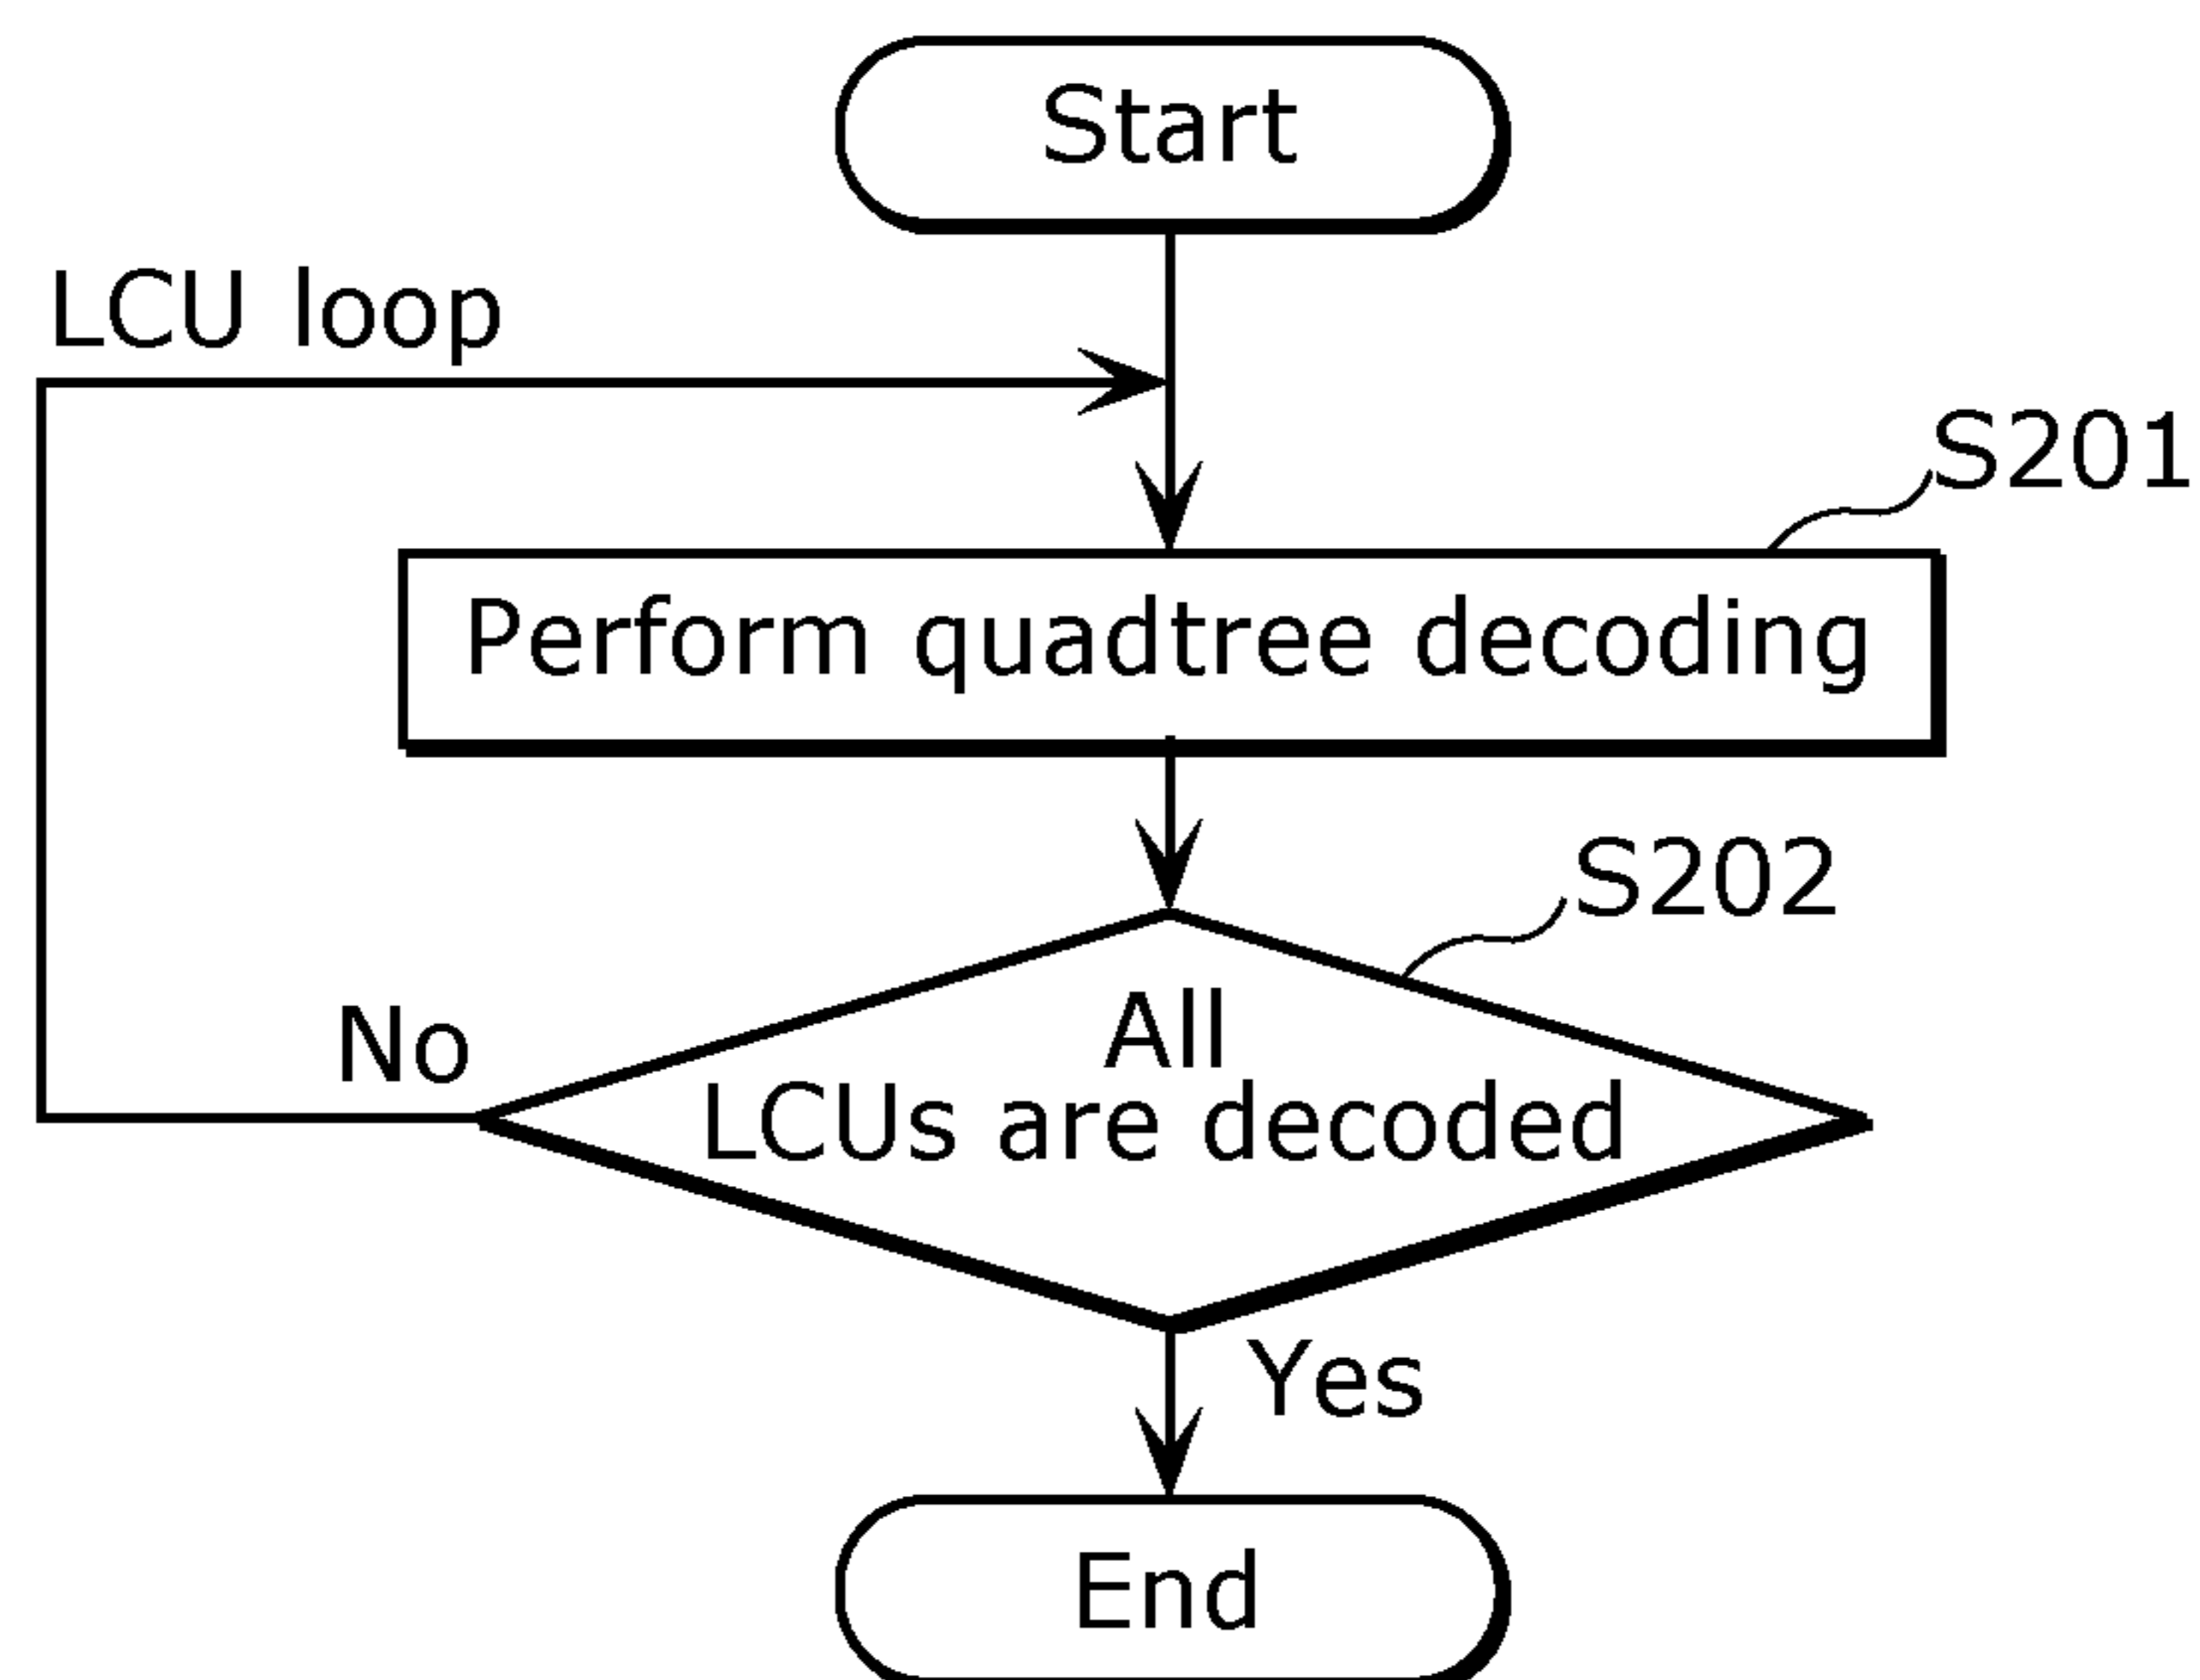 Start
LCU loop
S201
Perform quadtree decoding
S202
No
All
LCUs are decoded
Yes
End